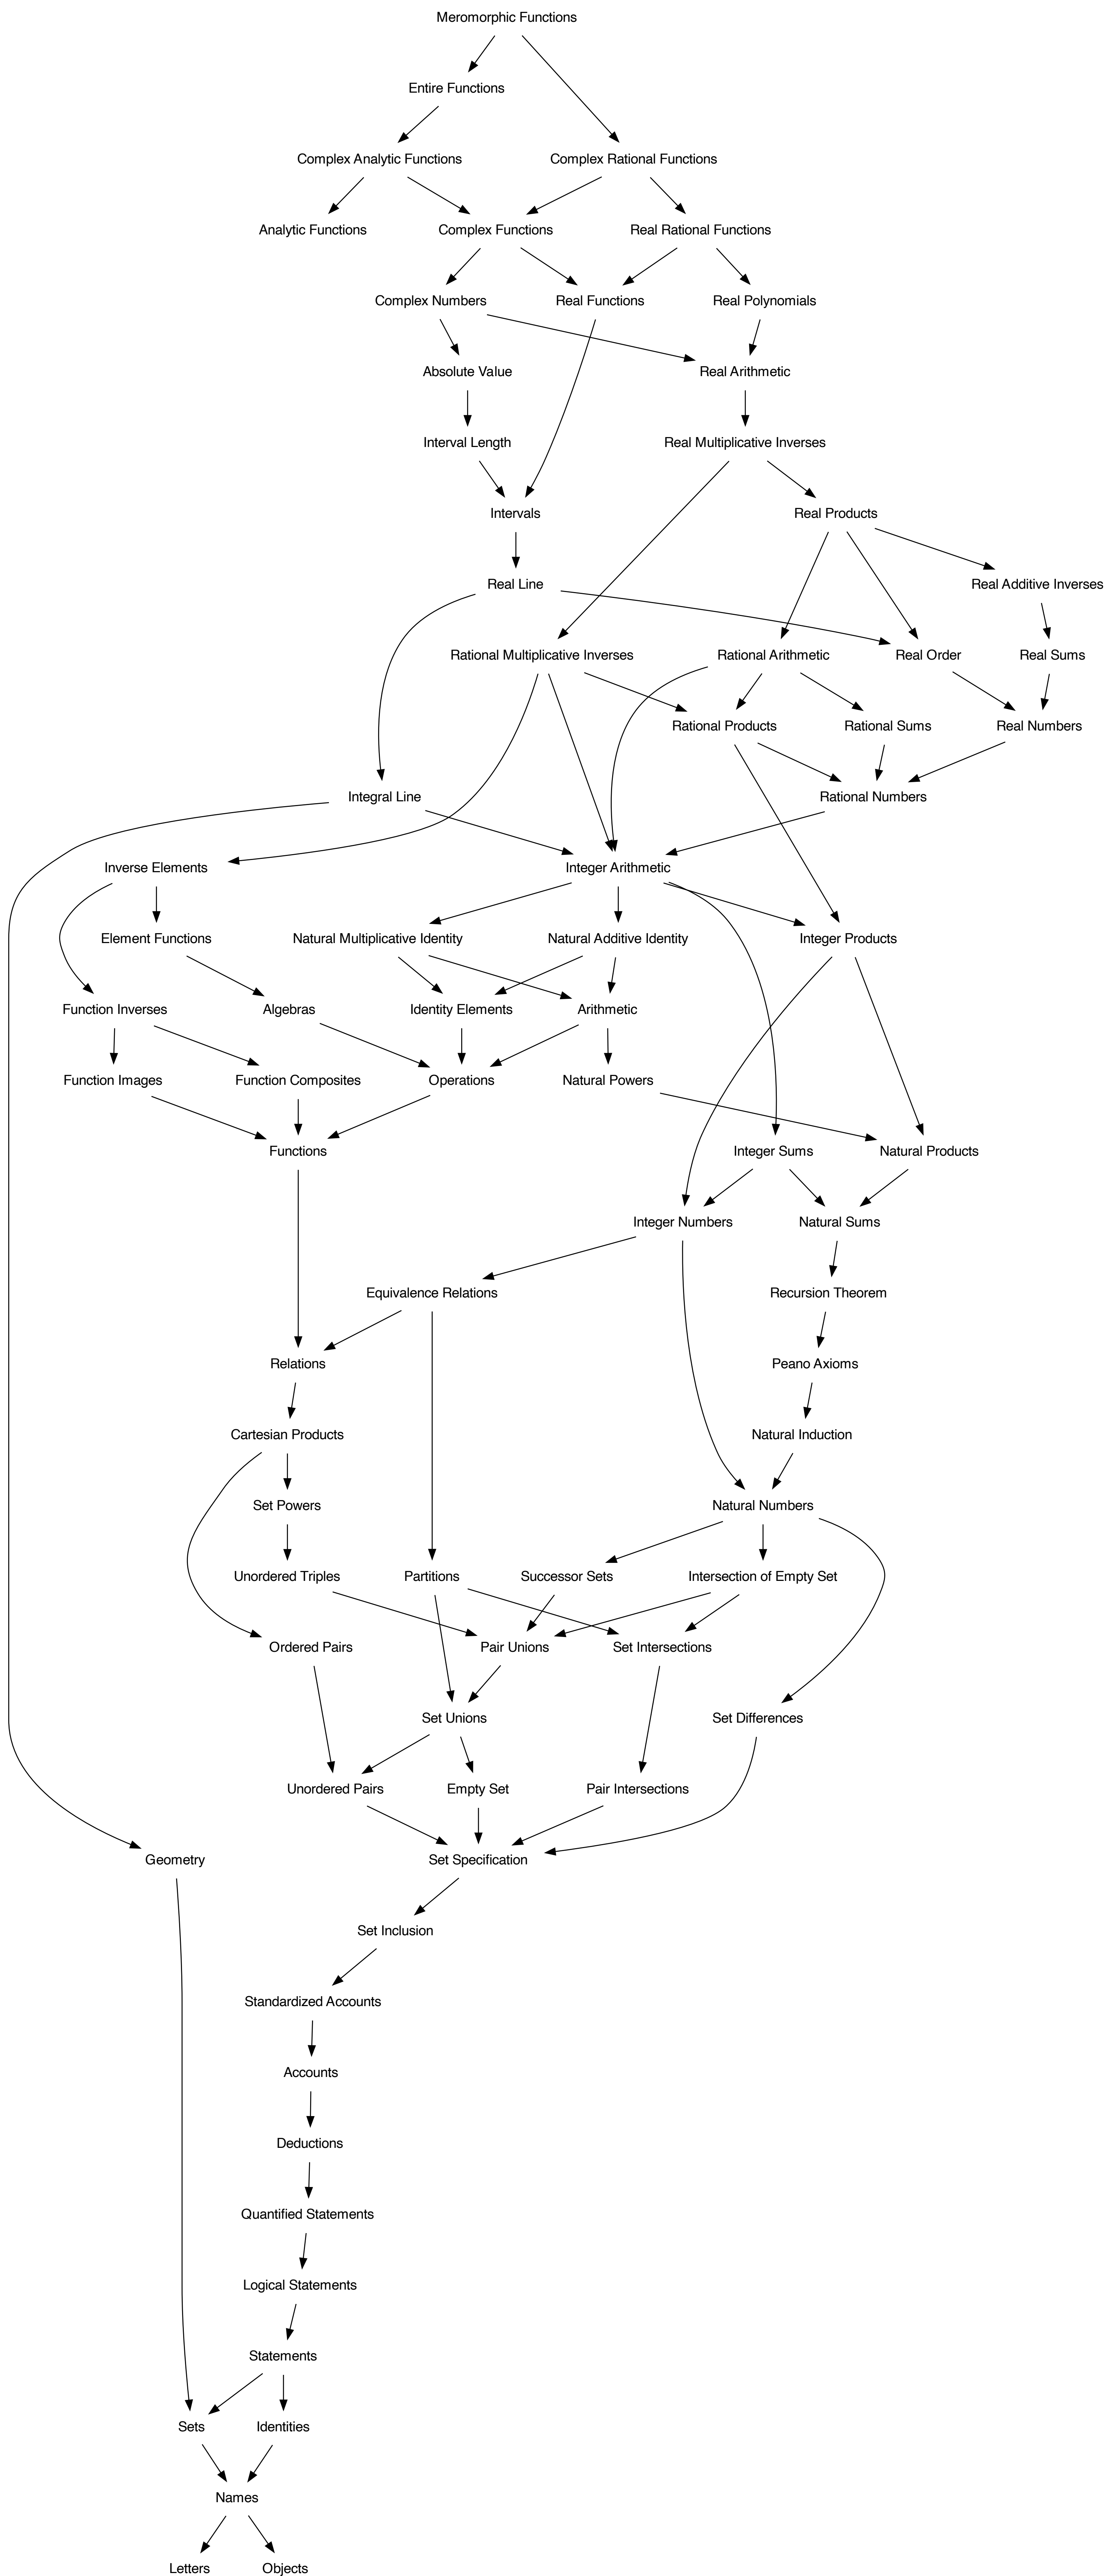 Meromorphic Functions
Entire Functions
Complex Analytic Functions
Complex Rational Functions
Analytic Functions
Complex Functions
Real Rational Functions
Complex Numbers
Real Functions
Real Polynomials
Absolute Value
Real Arithmetic
Interval Length
Real Multiplicative Inverses
Intervals
Real Products
Real Line
Real Additive Inverses
Rational Multiplicative Inverses
Rational Arithmetic
Real Order
Real Sums
Rational Products
Rational Sums
Real Numbers
Integral Line
Rational Numbers
Inverse Elements
Integer Arithmetic
Element Functions
Natural Multiplicative Identity
Natural Additive Identity
Integer Products
Function Inverses
Algebras
Identity Elements
Arithmetic
Function Images
Function Composites
Operations
Natural Powers
Functions
Integer Sums
Natural Products
Integer Numbers
Natural Sums
Equivalence Relations
Recursion Theorem
Relations
Peano Axioms
Cartesian Products
Natural Induction
Set Powers
Natural Numbers
Unordered Triples
Partitions
Successor Sets
Intersection of Empty Set
Ordered Pairs
Pair Unions
Set Intersections
Set Unions
Set Differences
Unordered Pairs
Empty Set
Pair Intersections
Geometry
Set Specification
Set Inclusion
Standardized Accounts
Accounts
Deductions
Quantified Statements
Logical Statements
Statements
Sets
Identities
Names
Letters
Objects